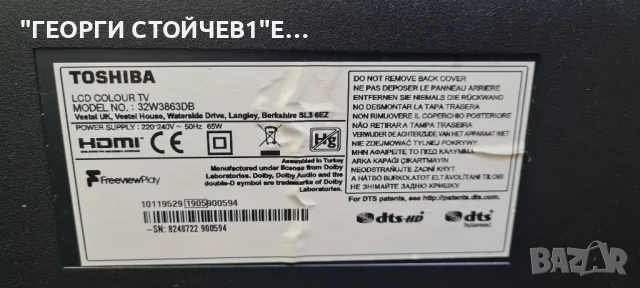 "ГЕОРГИ СТОЙЧЕВ1"Е...
TOSHIBA
LCD COLOUR TV
MODEL NO. : 32W3863DB
Vestel UK, Vestel House, Waterside Drive, Langley, Berkshire SL3 6EZ
POWER SUPPLY : 220-240V ~ 50Hz 65W
HDMI CE Hg
Assembled in Turkey
Manufactured under license from Dolby
Laboratories. Dolby, Dolby Audio and the
double-D symbol are trademarks of Dolby
Laboratories.
FreeviewPlay
10119529 1905 900594
-SN: 8248722 900594
DO NOT REMOVE BACK COVER
NE PAS DEPOSER LE PANNEAU ARRIERE
ENTFERNEN SIE NIEMALS DIE RÜCKWAND
NO DESMONTAR LA TAPA TRASERA
NON RIMUOVERE IL COPERCHIO POSTERIORE
NO RETIRAR A TAMPA TRASEIRA
VERWIJDER DE ACHTERZIJDE VAN HET APPARAAT NIET
NIE ZDEJMOWAĆ TYLNEJ POKRYWY
ΜΗΝ ΑΦΑΙΡΕΙΤΕ ΤΟ ΠΙΣΩ ΚΑΛΥΜΜΑ
ARKA KAPAĞI ÇIKARTMAYIN
NEODSTRAŇUJTE ZADNÍ KRYT
A HÁTSÓ BURKOLATOT ELTÁVOLÍTANI TILOS!
НЕ ЗНІМАЙТЕ ЗАДНЮ КРИШКУ
For DTS patents, see http://patents.dts.com.
dts-HD dts
TruSurround
БАZАР